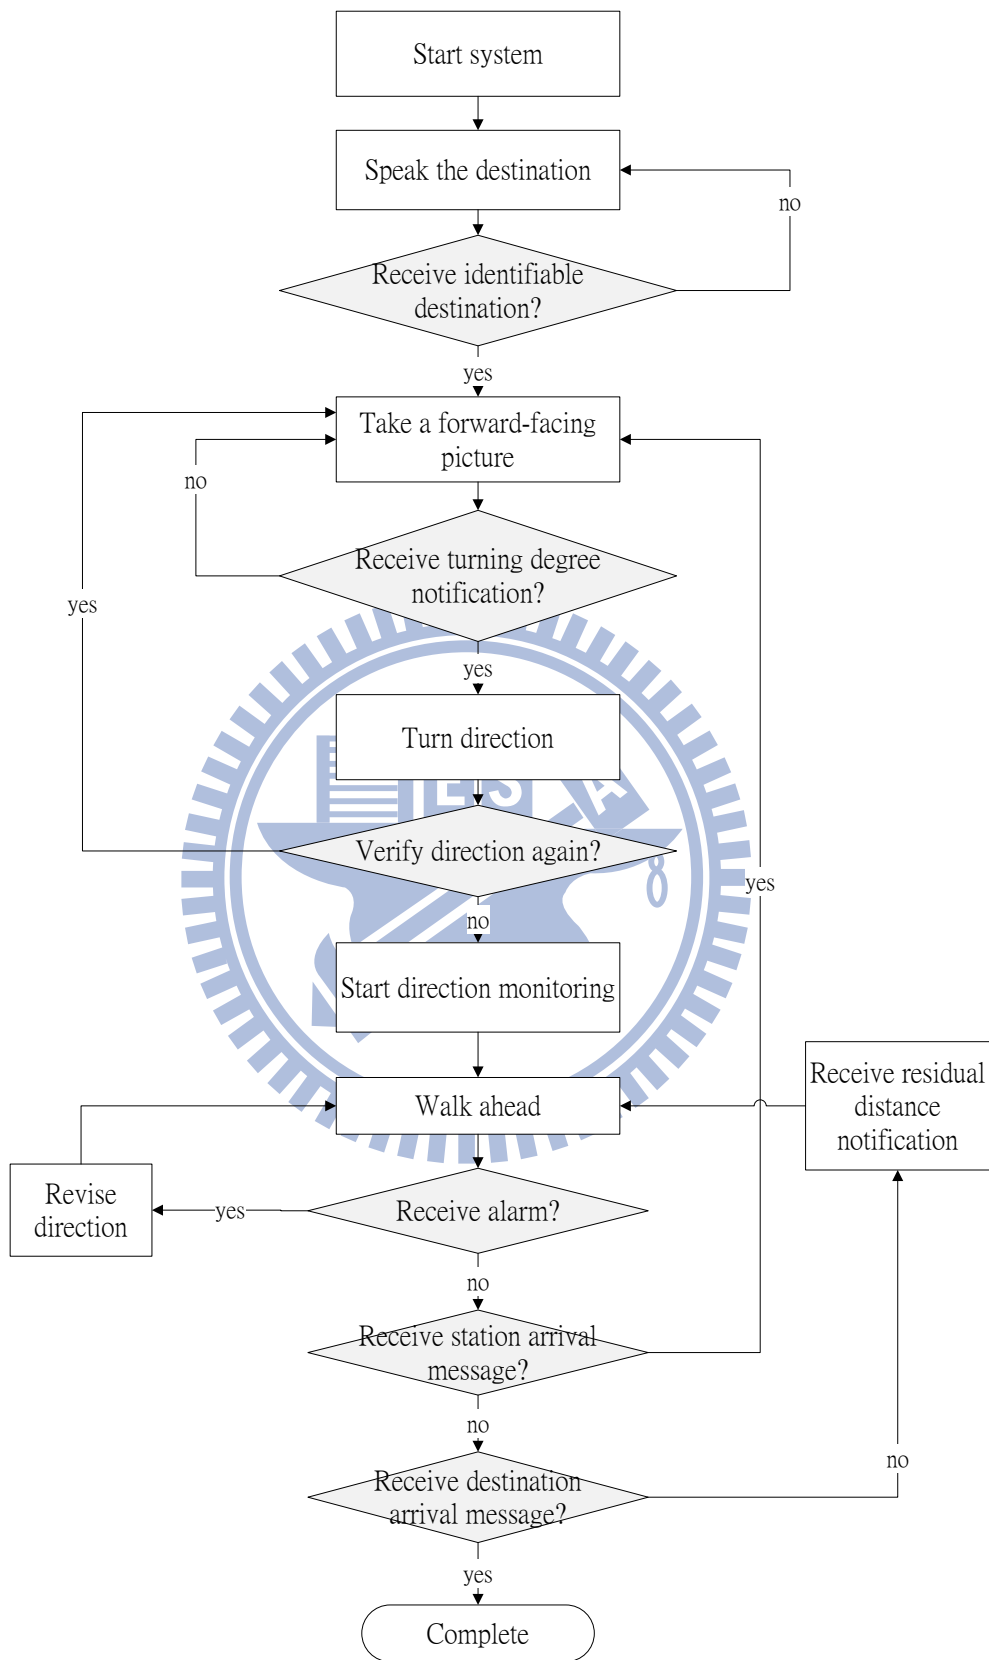 Start system
Speak the destination
no
Receive identifiable
destination?
yes
Take a forward-facing
picture
no
Receive turning degree
notification?
yes
yes
Turn direction
E S A
Verify direction again?
yes
no
Start direction monitoring
Receive residual
distance
notification
Walk ahead
Revise
direction
yes
Receive alarm?
no
Receive station arrival
message?
no
no
Receive destination
arrival message?
yes
Complete